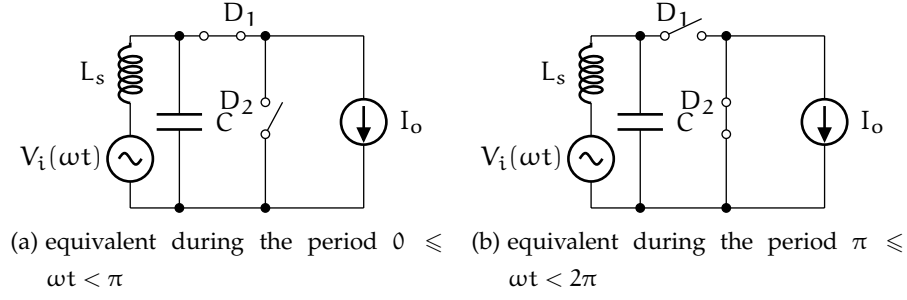 D₁
D₁
Lₛ
D₂
C
Vᵢ(ωt)
Iₒ
Lₛ
D₂
C
Vᵢ(ωt)
Iₒ
(a) equivalent during the period 0 ⩽
ωt < π
(b) equivalent during the period π ⩽
ωt < 2π